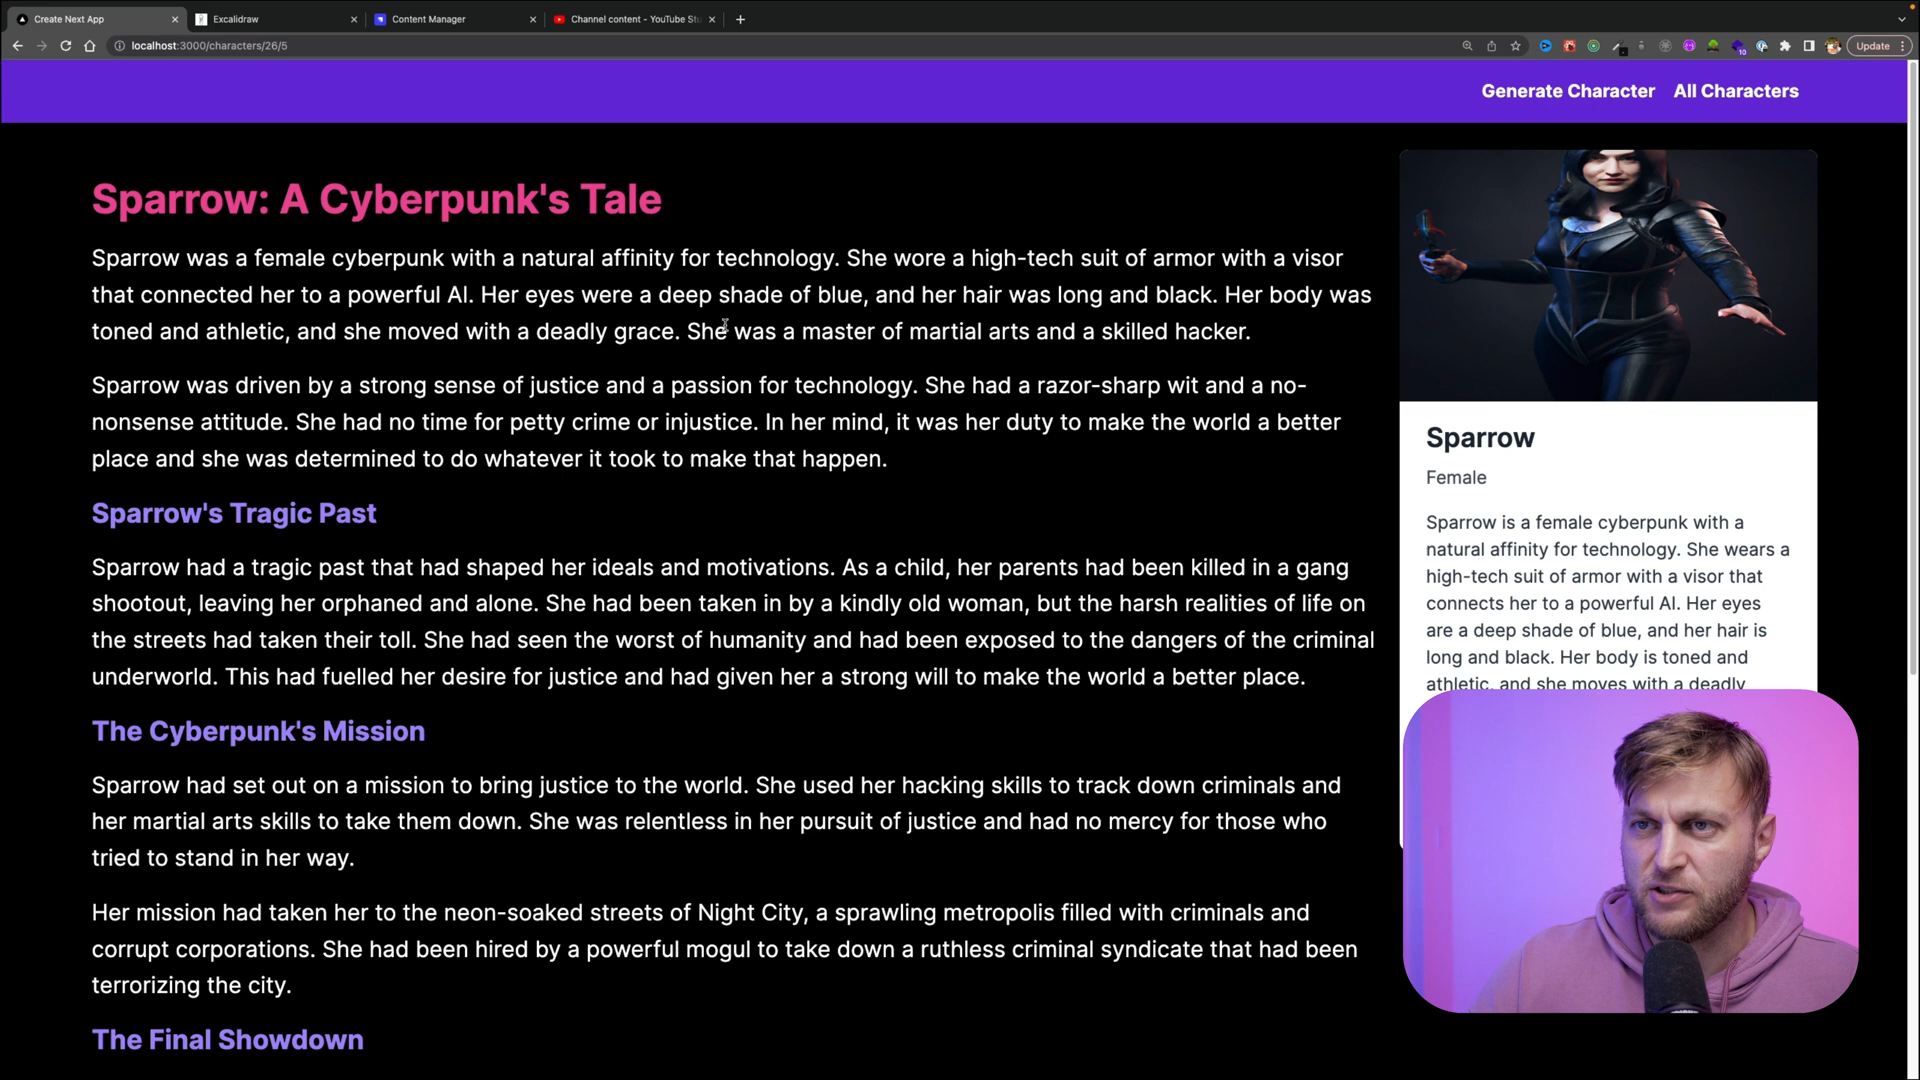 Create Next App
Excalidraw
Content Manager
Channel content - YouTube Stu
localhost:3000/characters/26/5
10
Update
Generate Character
All Characters
Sparrow: A Cyberpunk's Tale
Sparrow was a female cyberpunk with a natural affinity for technology. She wore a high-tech suit of armor with a visor
that connected her to a powerful AI. Her eyes were a deep shade of blue, and her hair was long and black. Her body was
toned and athletic, and she moved with a deadly grace. She was a master of martial arts and a skilled hacker.
Sparrow was driven by a strong sense of justice and a passion for technology. She had a razor-sharp wit and a no-
nonsense attitude. She had no time for petty crime or injustice. In her mind, it was her duty to make the world a better
place and she was determined to do whatever it took to make that happen.
Sparrow's Tragic Past
Sparrow had a tragic past that had shaped her ideals and motivations. As a child, her parents had been killed in a gang
shootout, leaving her orphaned and alone. She had been taken in by a kindly old woman, but the harsh realities of life on
the streets had taken their toll. She had seen the worst of humanity and had been exposed to the dangers of the criminal
underworld. This had fuelled her desire for justice and had given her a strong will to make the world a better place.
The Cyberpunk's Mission
Sparrow had set out on a mission to bring justice to the world. She used her hacking skills to track down criminals and
her martial arts skills to take them down. She was relentless in her pursuit of justice and had no mercy for those who
tried to stand in her way.
Her mission had taken her to the neon-soaked streets of Night City, a sprawling metropolis filled with criminals and
corrupt corporations. She had been hired by a powerful mogul to take down a ruthless criminal syndicate that had been
terrorizing the city.
The Final Showdown
Sparrow
Female
Sparrow is a female cyberpunk with a
natural affinity for technology. She wears a
high-tech suit of armor with a visor that
connects her to a powerful AI. Her eyes
are a deep shade of blue, and her hair is
long and black. Her body is toned and
athletic, and she moves with a deadly